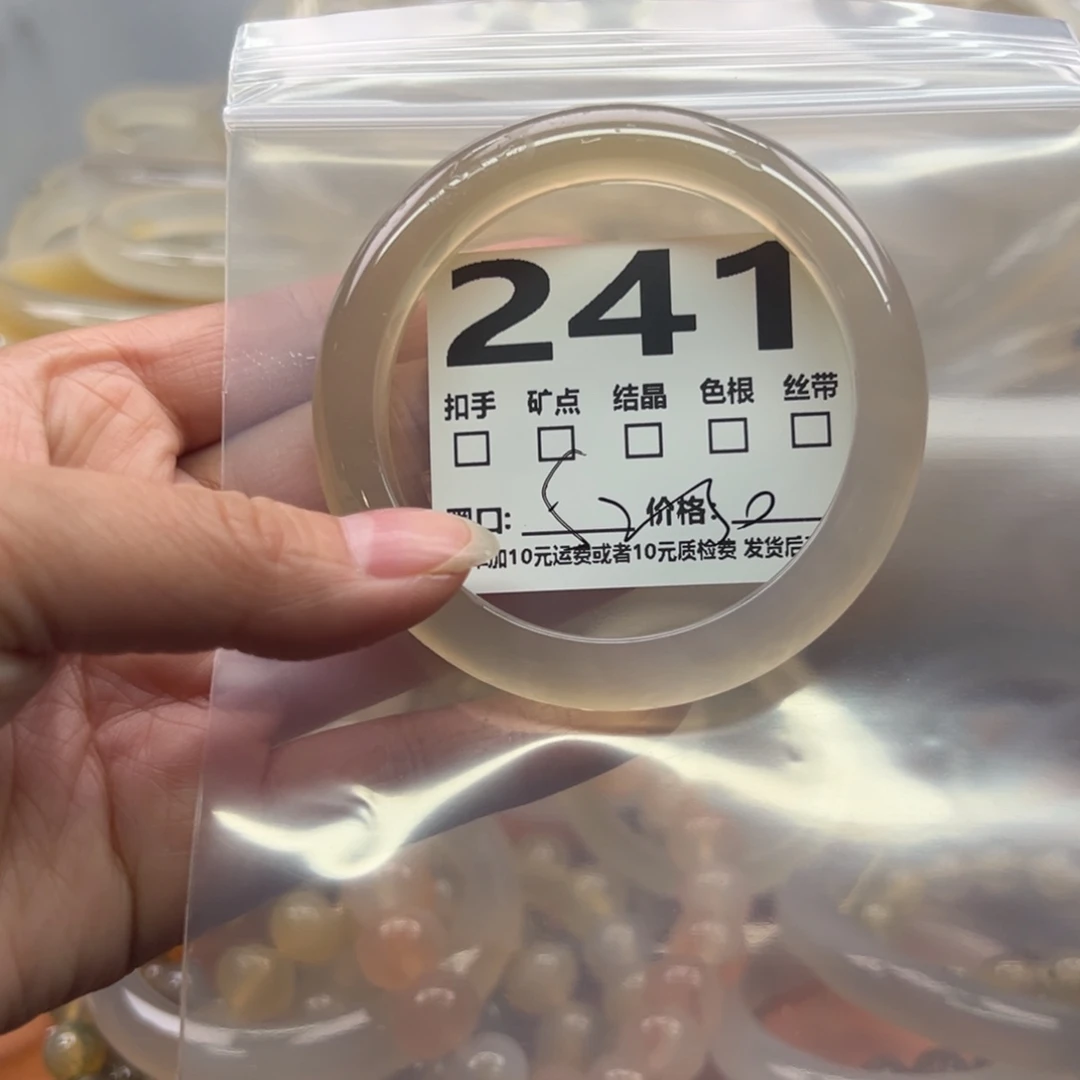 241
扣手 矿点 结晶 色根 丝带
口: 价格:
加10元运费或者10元质检费 发货后